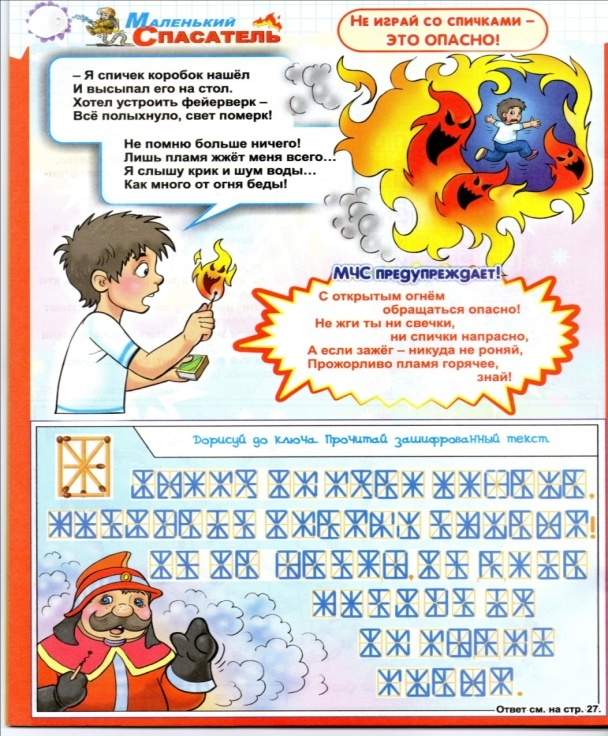 МАЛЕНЬКИЙ
СПАСАТЕЛЬ
НЕ ИГРАЙ СО СПИЧКАМИ –
ЭТО ОПАСНО!
– Я спичек коробок нашёл
И высыпал его на стол.
Хотел устроить фейерверк –
Всё полыхнуло, свет померк!
Не помню больше ничего!
Лишь пламя жжёт меня всего...
Я слышу крик и шум воды...
Как много от огня беды!
МЧС ПРЕДУПРЕЖДАЕТ!
С открытым огнём
обращаться опасно!
Не жги ты ни свечки,
ни спички напрасно,
А если зажёг – никуда не роняй,
Прожорливо пламя горячее,
знай!
Дорисуй до ключа. Прочитай зашифрованный текст
Ответ см. на стр. 27.